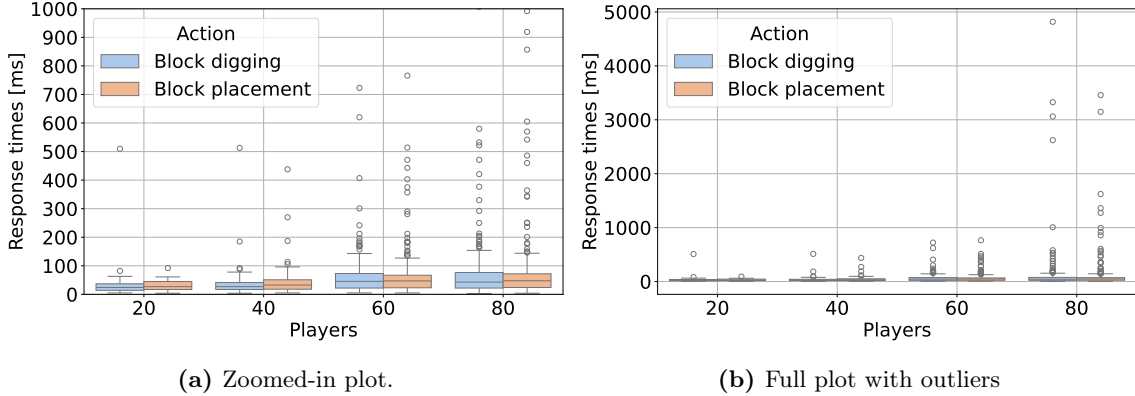 Response times [ms]
1000
900
800
700
600
500
400
300
200
100
0
Action
Block digging
Block placement
20 40 60 80
Players
(a) Zoomed-in plot.
Response times [ms]
5000
4000
3000
2000
1000
0
Action
Block digging
Block placement
20 40 60 80
Players
(b) Full plot with outliers